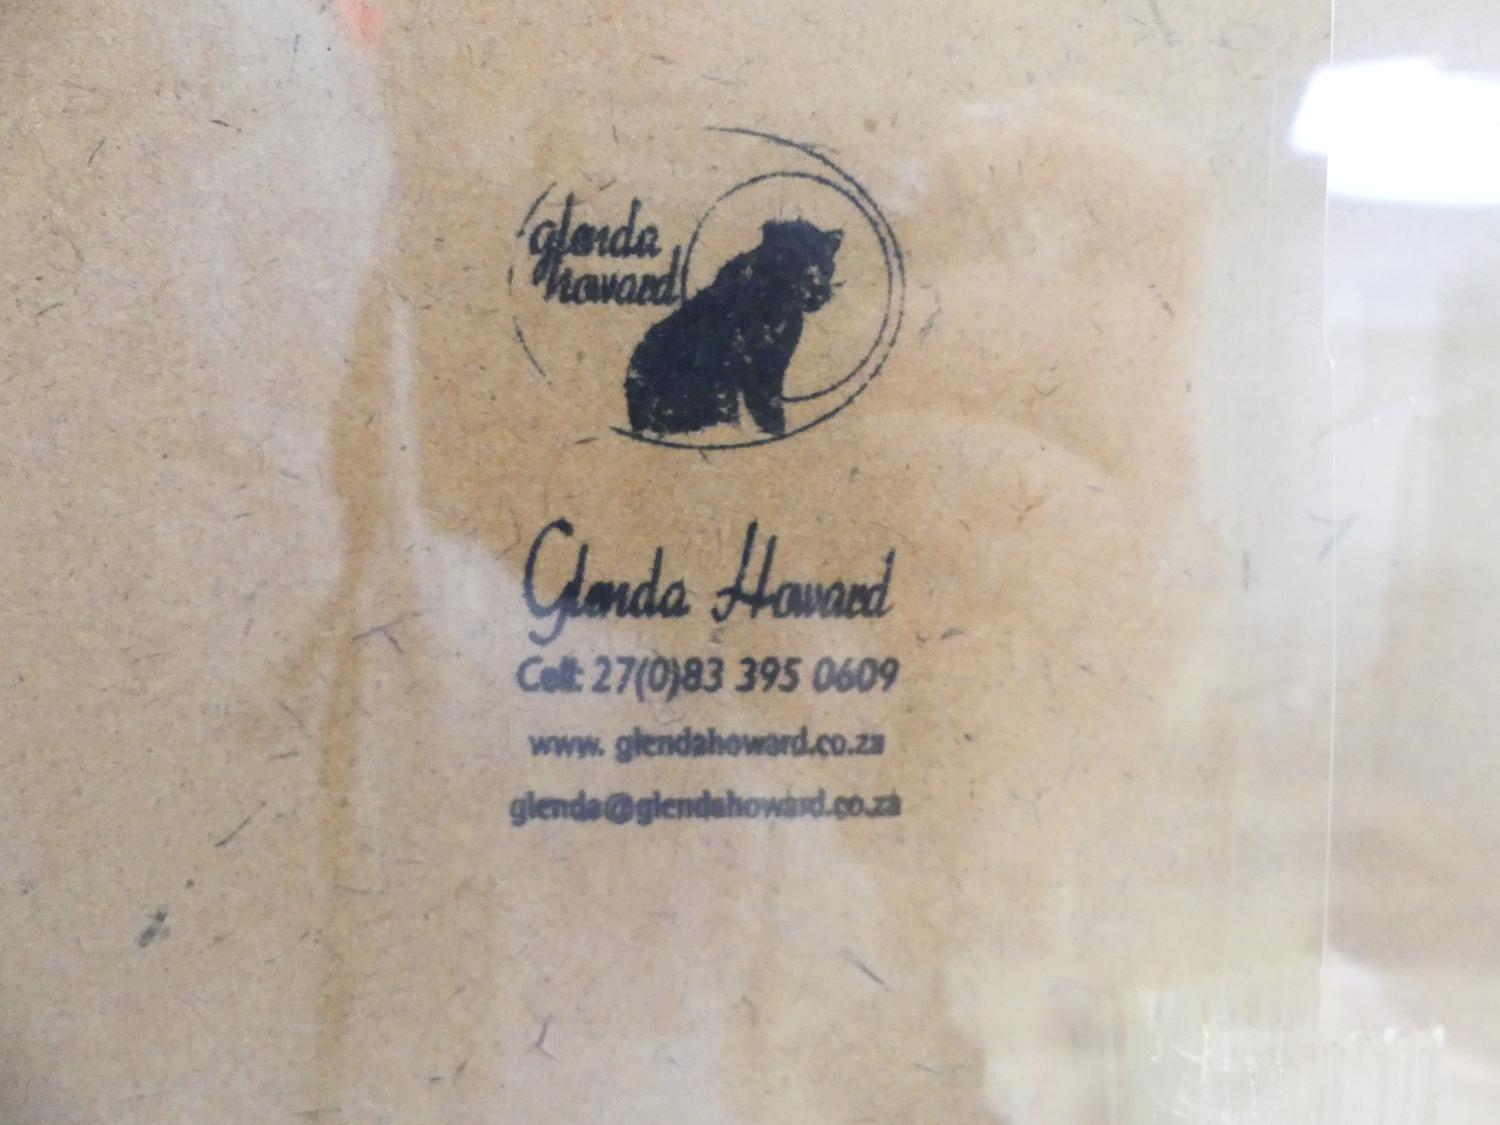 glenda
howard
Glenda Howard
Cell: 27(0)83 395 0609
www. glendahoward.co.za
glenda@glendahoward.co.za